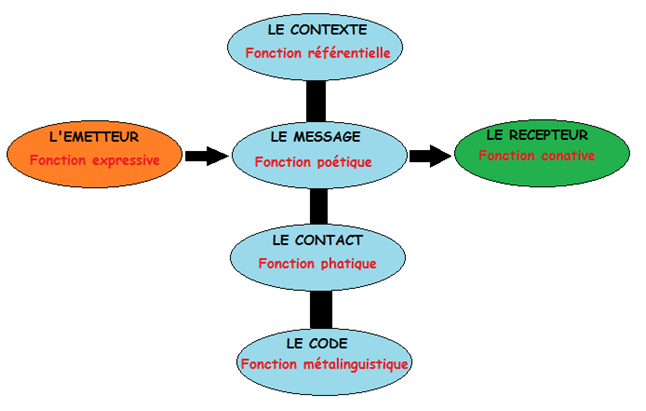 LE CONTEXTE
Fonction référentielle
L'EMETTEUR
Fonction expressive
LE MESSAGE
Fonction poétique
LE RECEPTEUR
Fonction conative
LE CONTACT
Fonction phatique
LE CODE
Fonction métalinguistique